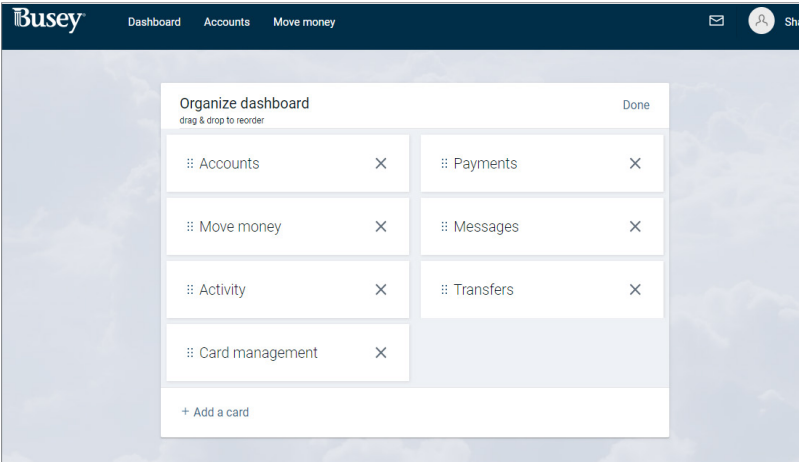 Busey
Dashboard Accounts Move money
Organize dashboard
Done
drag & drop to reorder
Accounts
Payments
Move money
Messages
Activity
Transfers
Card management
+ Add a card